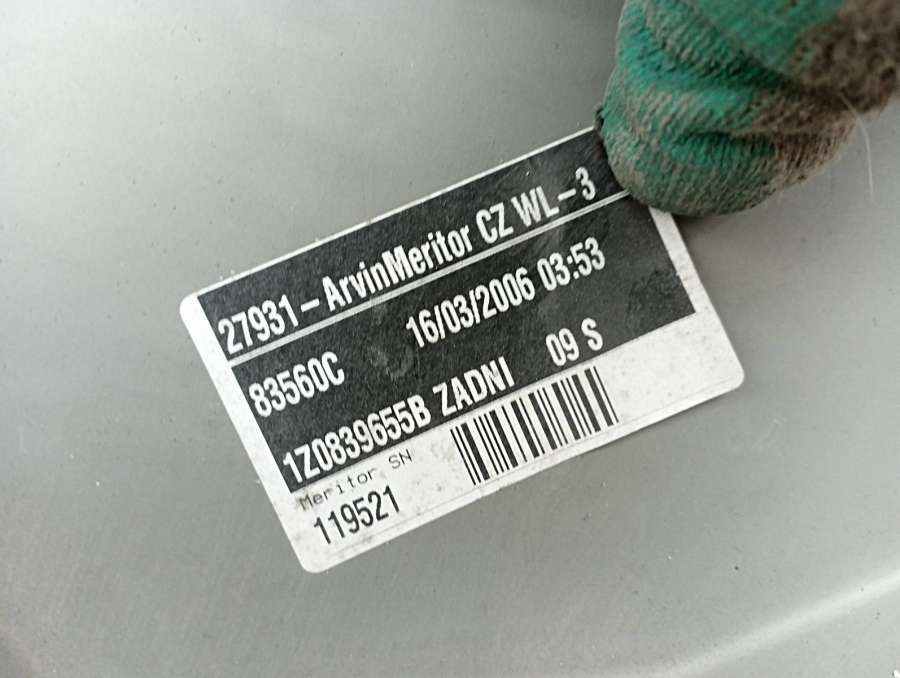 27931-ArvinMeritor CZ WL-3
83560C 16/03/2006 03:53
1Z0839655B ZADNI 09 S
Meritor SN
119521